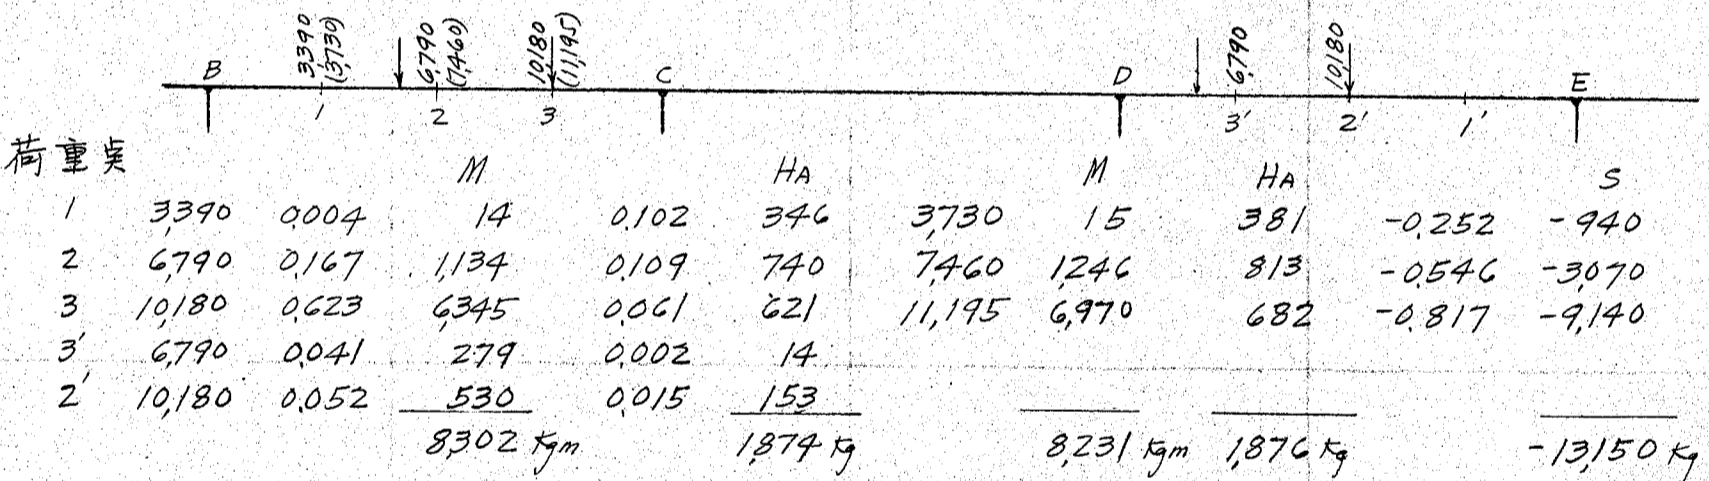 3,390 6,790 10,180 6,790 10,180
(3,730) (7,460) (11,195)
B C D E
1 2 3 3' 2' 1'
荷重点
M HA M HA S
1 3,390 0.004 14 0.102 346 3,730 15 381 -0.252 -940
2 6,790 0.167 1,134 0.109 740 7,460 1,246 813 -0.546 -3,070
3 10,180 0.623 6,345 0.061 621 11,195 6,970 682 -0.817 -9,140
3' 6,790 0.041 279 0.002 14
2' 10,180 0.052 530 0.015 153
8,302 Kgm 1,874 Kg 8,231 Kgm 1,876 Kg -13,150 Kg